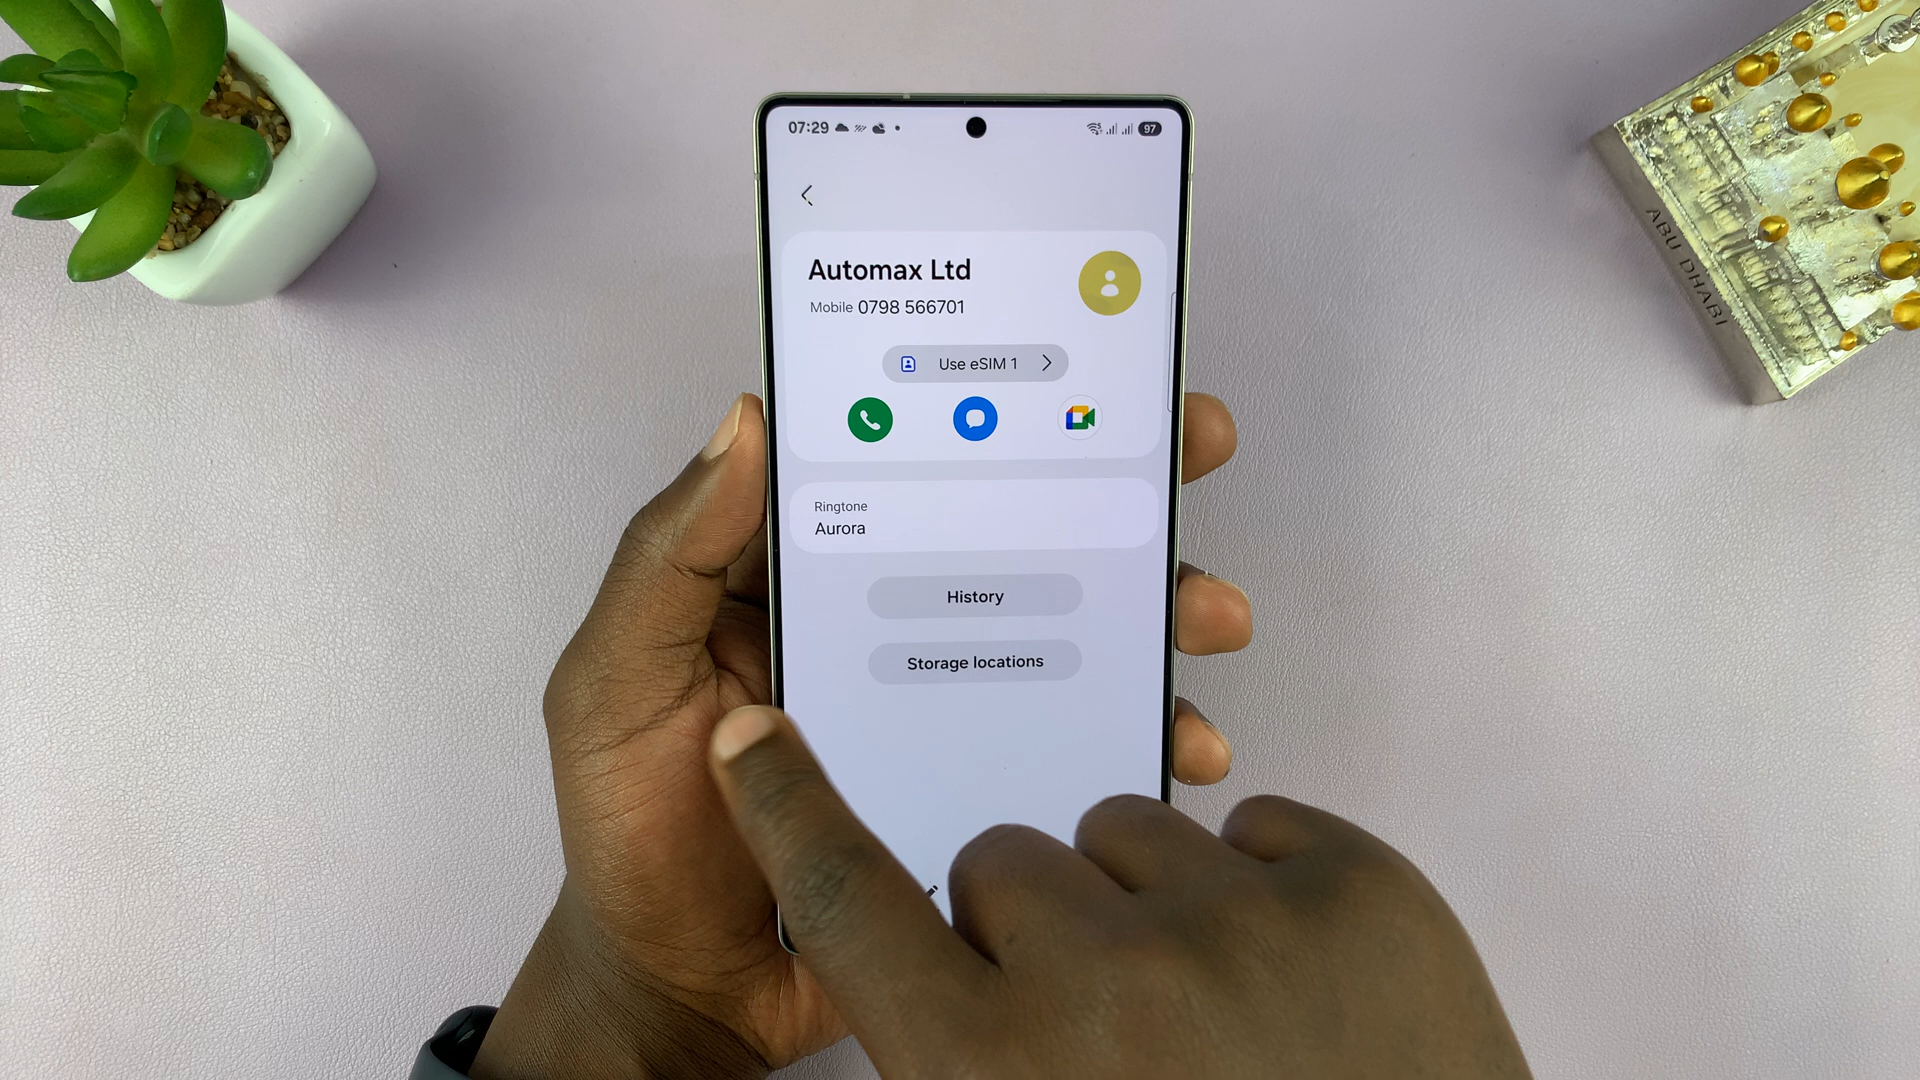 07:29
97
Automax Ltd
Mobile 0798 566701
Use eSIM 1
Ringtone
Aurora
History
Storage locations
ABU DHABI